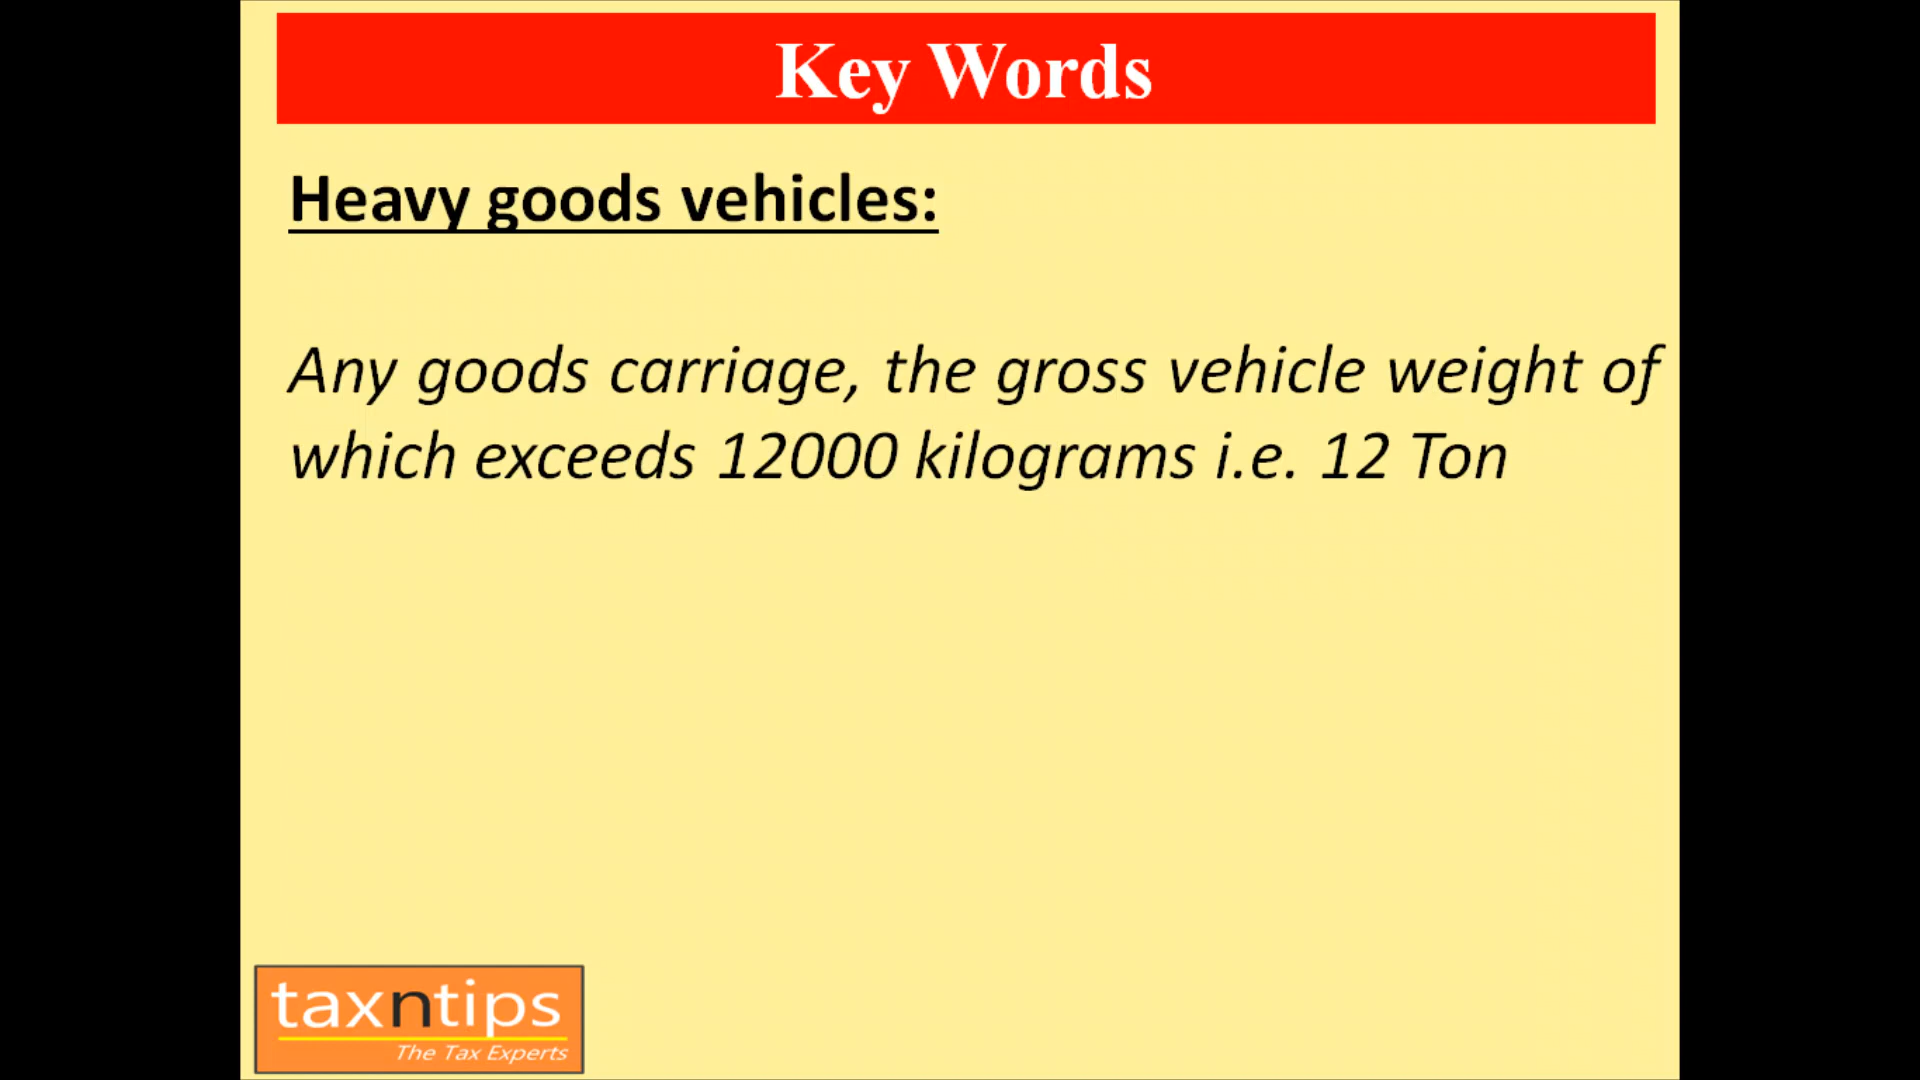 Key Words
Heavy goods vehicles:
Any goods carriage, the gross vehicle weight of
which exceeds 12000 kilograms i.e. 12 Ton
taxntips
The Tax Experts